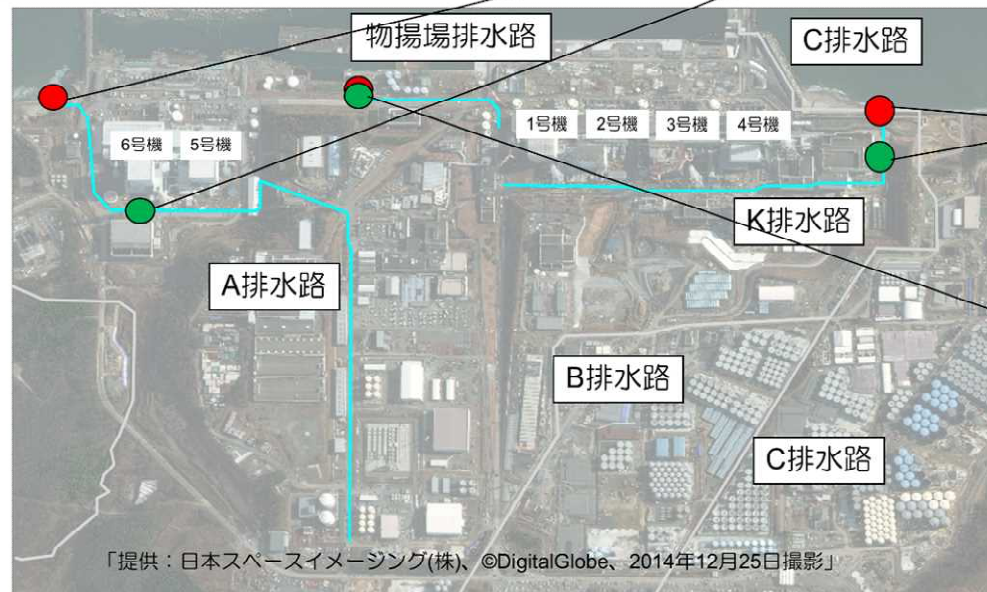 物揚場排水路
C排水路
1号機
2号機
3号機
4号機
6号機
5号機
K排水路
A排水路
B排水路
C排水路
「提供：日本スペースイメージング(株)、©DigitalGlobe、2014年12月25日撮影」